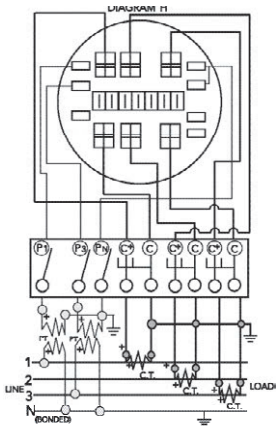 DIAGRAM H
P1 P3 PN C+ C C+ C C+ C
P.T. P.T.
1
C.T.
LINE 2 LOAD
C.T.
3
C.T.
N
(BONDED)